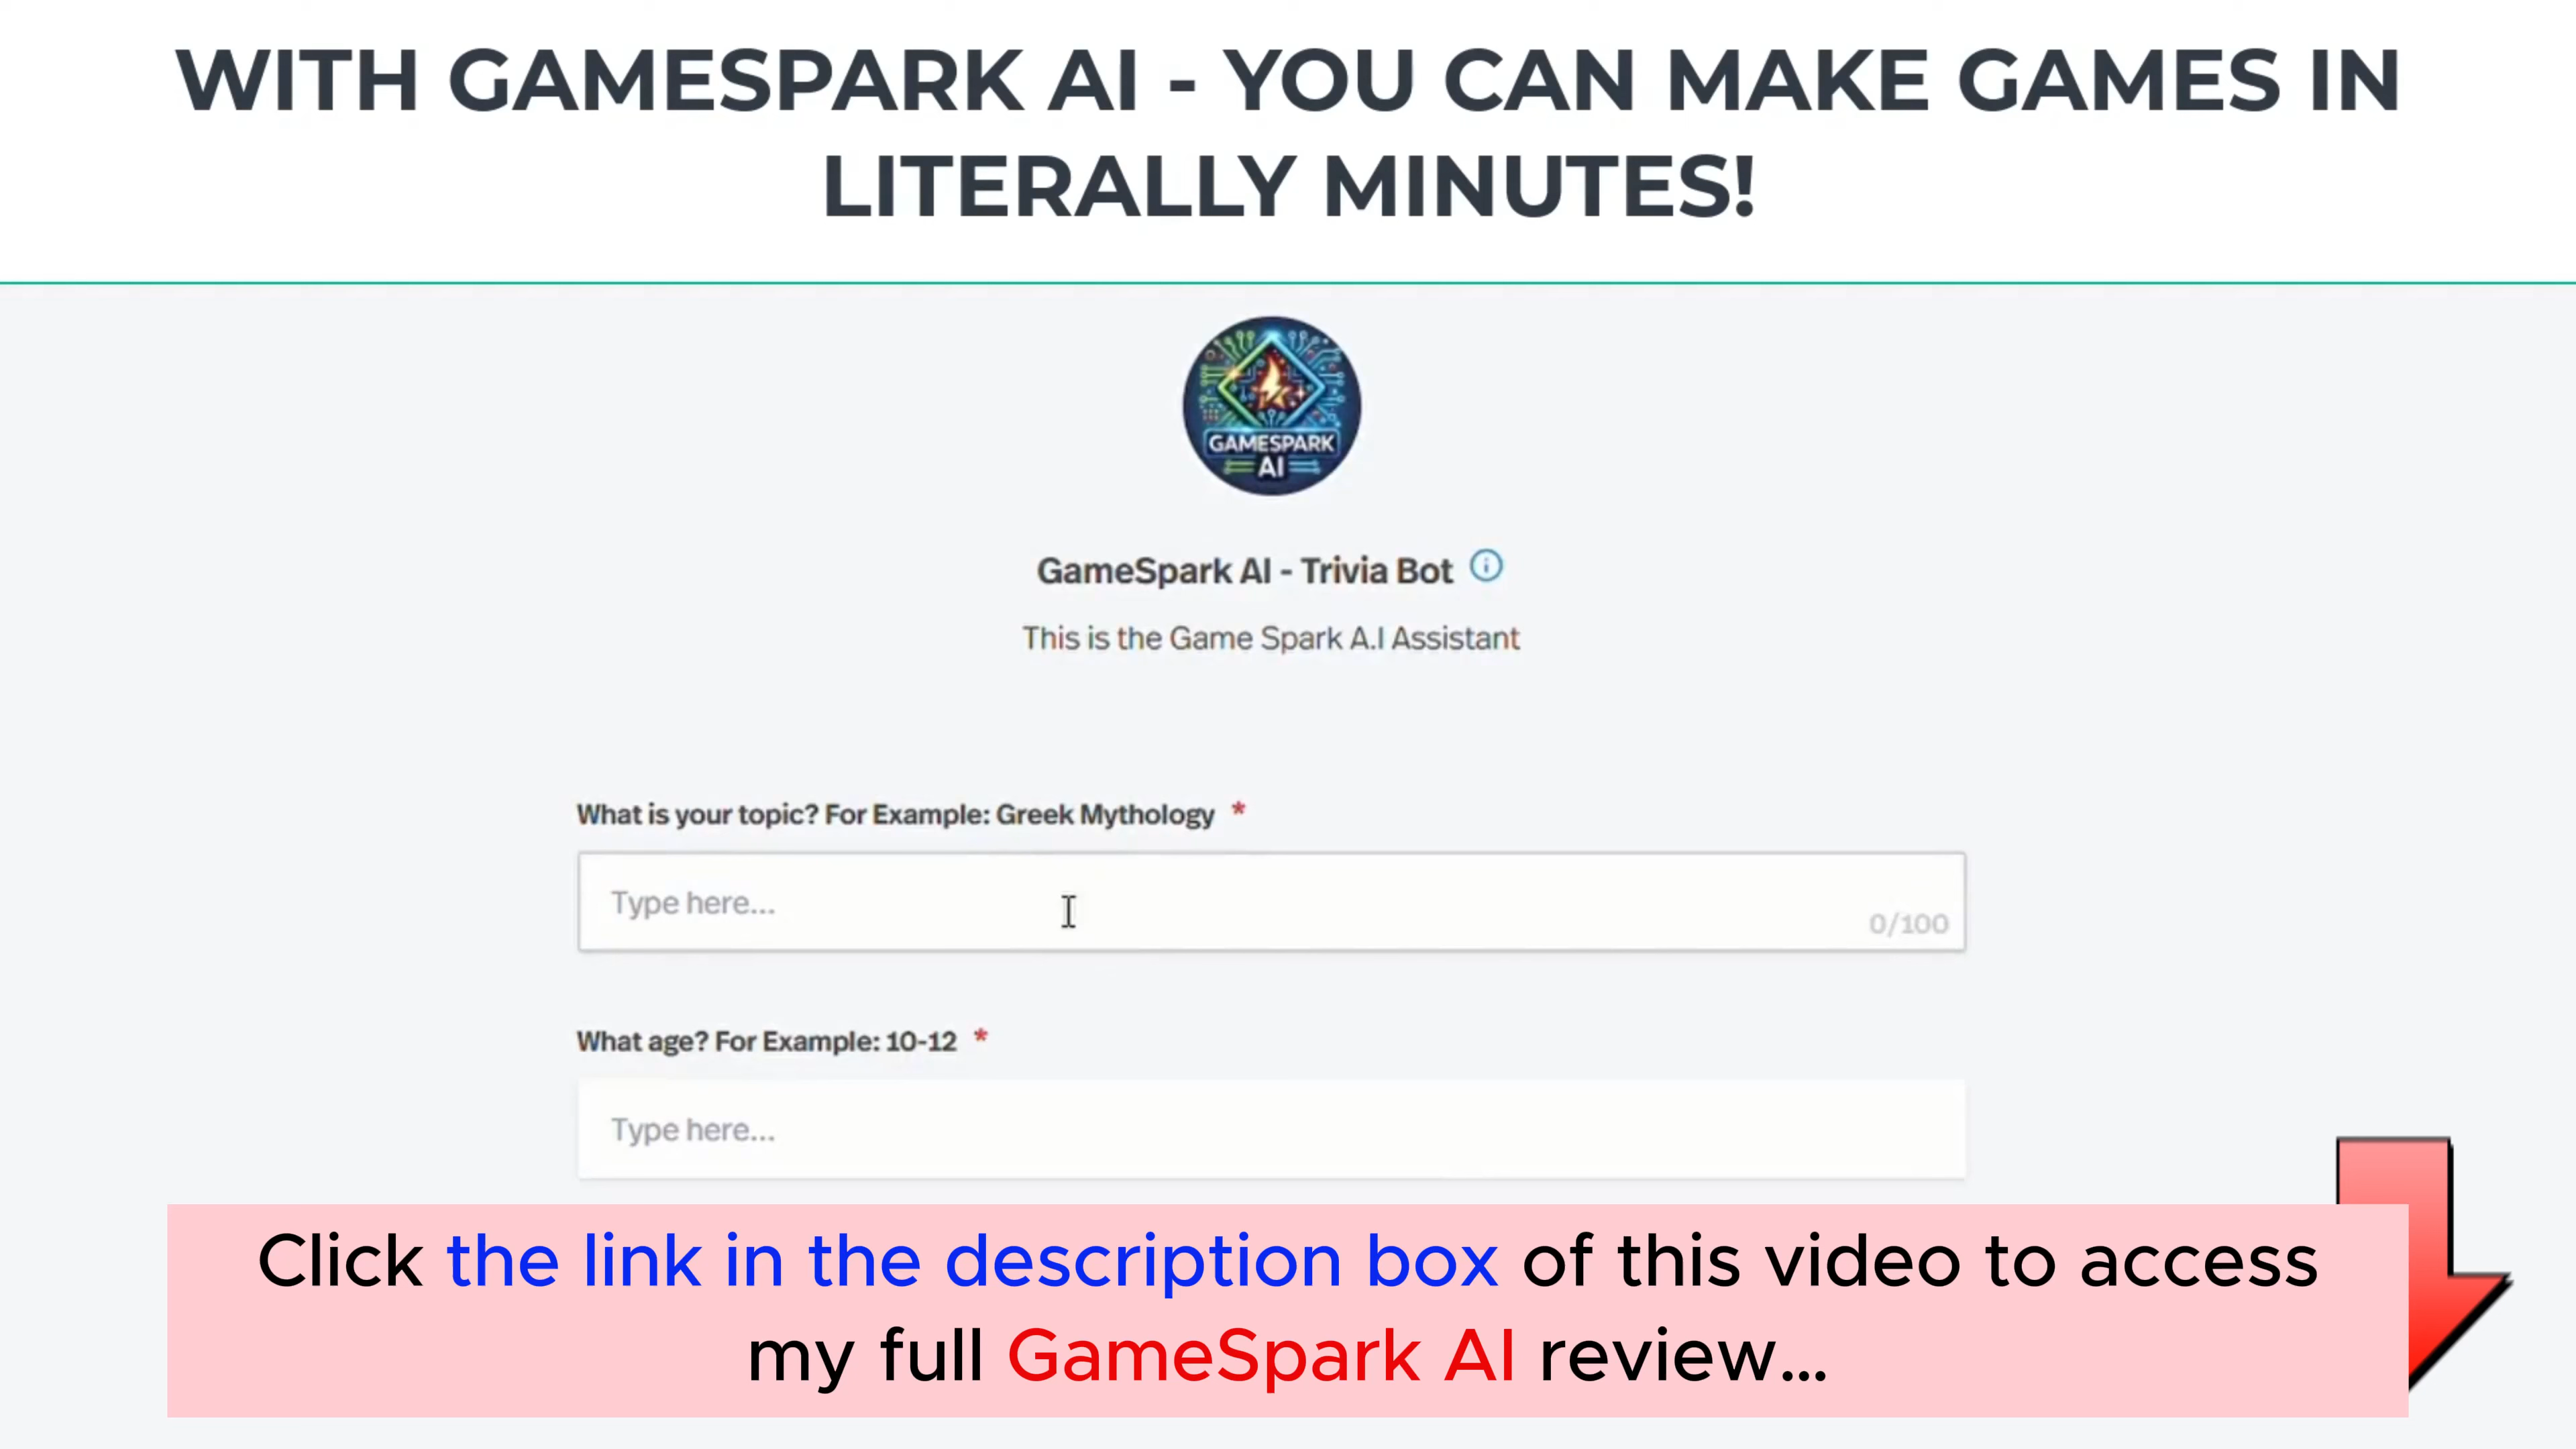 WITH GAMESPARK AI - YOU CAN MAKE GAMES IN
LITERALLY MINUTES!
GAMESPARK
AI
GameSpark AI - Trivia Bot
This is the Game Spark A.I Assistant
What is your topic? For Example: Greek Mythology *
Type here...
0/100
What age? For Example: 10-12 *
Type here...
Click the link in the description box of this video to access
my full GameSpark AI review...